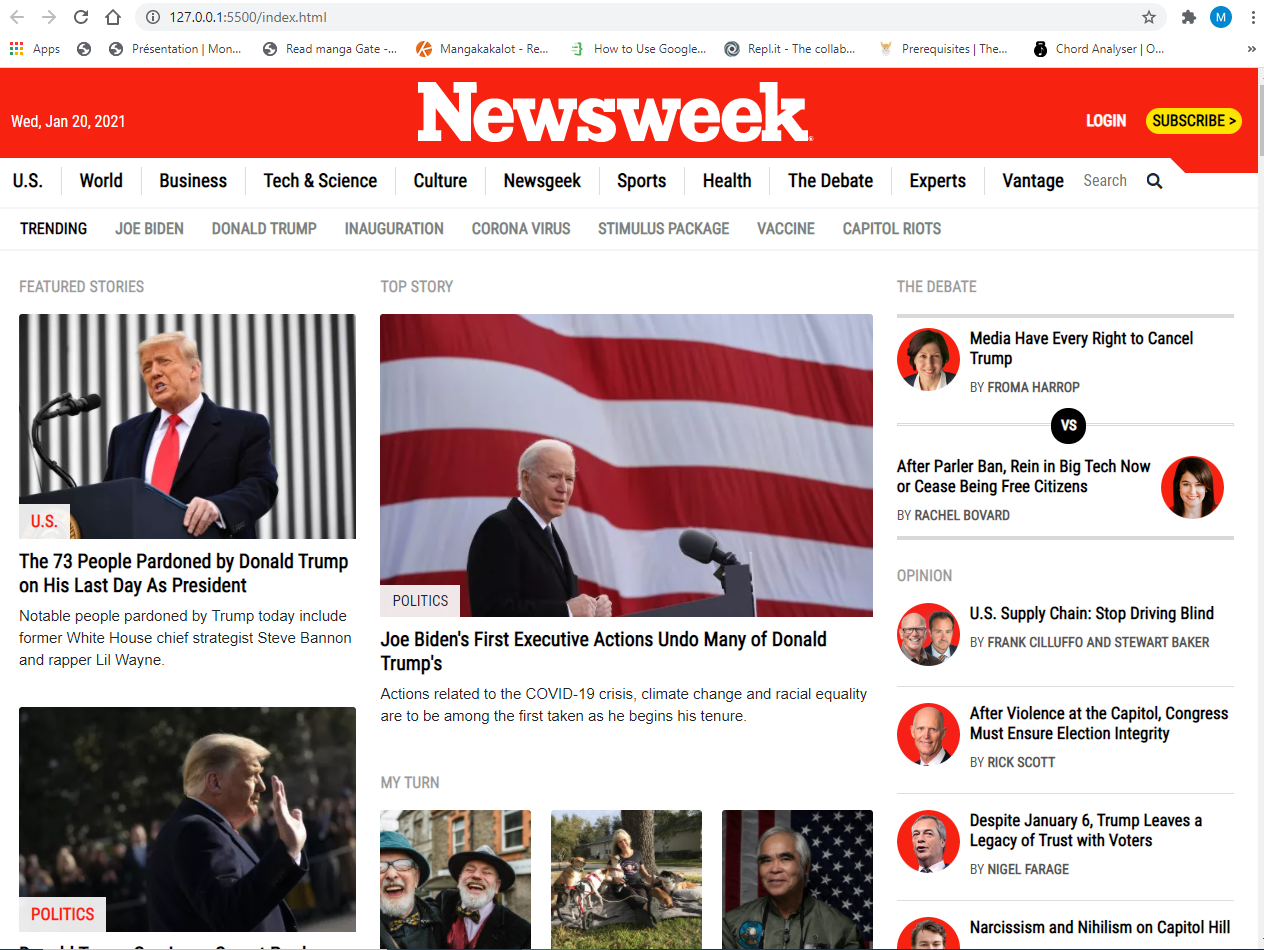 127.0.0.1:5500/index.html
M
Apps
Présentation | Mon...
Read manga Gate -...
Mangakakalot - Re...
How to Use Google...
Repl.it - The collab...
Prerequisites | The...
Chord Analyser | O...
»
Newsweek
Wed, Jan 20, 2021
LOGIN
SUBSCRIBE >
U.S.
World
Business
Tech & Science
Culture
Newsgeek
Sports
Health
The Debate
Experts
Vantage
Search
TRENDING
JOE BIDEN
DONALD TRUMP
INAUGURATION
CORONA VIRUS
STIMULUS PACKAGE
VACCINE
CAPITOL RIOTS
FEATURED STORIES
U.S.
The 73 People Pardoned by Donald Trump
on His Last Day As President
Notable people pardoned by Trump today include
former White House chief strategist Steve Bannon
and rapper Lil Wayne.
POLITICS
TOP STORY
POLITICS
Joe Biden's First Executive Actions Undo Many of Donald
Trump's
Actions related to the COVID-19 crisis, climate change and racial equality
are to be among the first taken as he begins his tenure.
MY TURN
THE DEBATE
Media Have Every Right to Cancel
Trump
BY FROMA HARROP
VS
After Parler Ban, Rein in Big Tech Now
or Cease Being Free Citizens
BY RACHEL BOVARD
OPINION
U.S. Supply Chain: Stop Driving Blind
BY FRANK CILLUFFO AND STEWART BAKER
After Violence at the Capitol, Congress
Must Ensure Election Integrity
BY RICK SCOTT
Despite January 6, Trump Leaves a
Legacy of Trust with Voters
BY NIGEL FARAGE
Narcissism and Nihilism on Capitol Hill